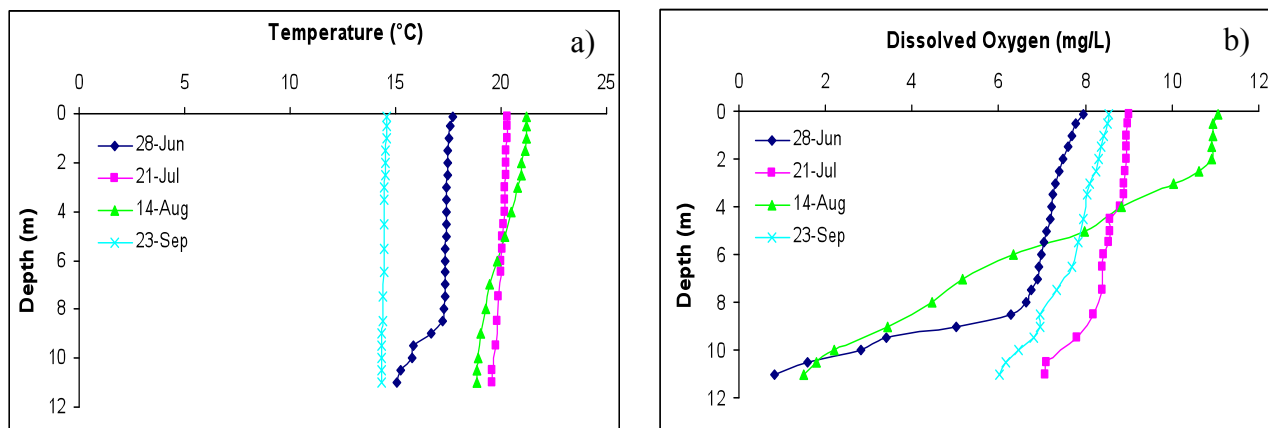 Temperature (°C)
a)
0 5 10 15 20 25
0
2
4
6
8
10
12
Depth (m)
28-Jun
21-Jul
14-Aug
23-Sep
Dissolved Oxygen (mg/L)
b)
0 2 4 6 8 10 12
0
2
4
6
8
10
12
Depth (m)
28-Jun
21-Jul
14-Aug
23-Sep